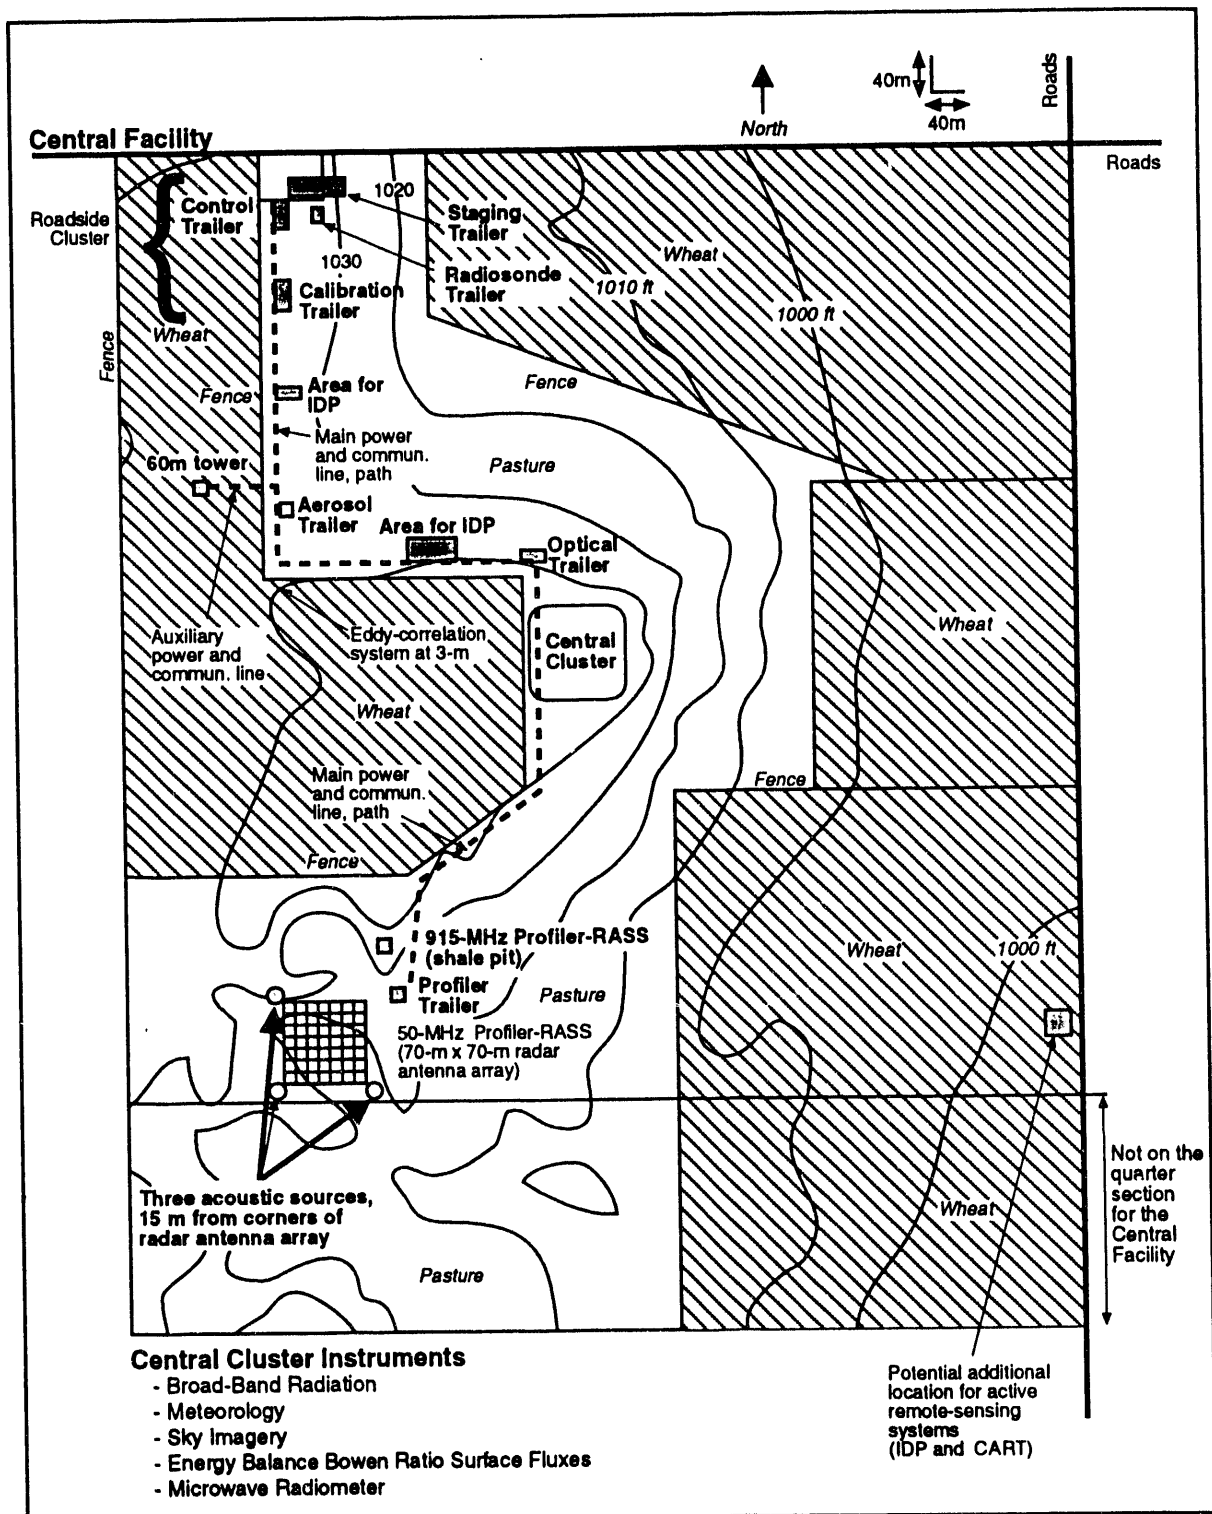 40m
40m
Roads
North
Central Facility
Roads
Roadside
Cluster
Control
Trailer
1020
Staging
Trailer
Wheat
1030
Radiosonde
Trailer
1010 ft
Calibration
Trailer
1000 ft
Wheat
Fence
Fence
Fence
Area for
IDP
Main power
and commun.
line, path
Pasture
60m tower
Aerosol
Trailer
Area for IDP
Optical
Trailer
Auxiliary
power and
commun. line
Eddy-correlation
system at 3-m
Central
Cluster
Wheat
Wheat
Main power
and commun.
line, path
Fence
Fence
915-MHz Profiler-RASS
(shale pit)
Wheat
1000 ft
Profiler
Trailer
Pasture
50-MHz Profiler-RASS
(70-m x 70-m radar
antenna array)
Three acoustic sources,
15 m from corners of
radar antenna array
Not on the
quarter
section
for the
Central
Facility
Wheat
Pasture
Central Cluster Instruments
- Broad-Band Radiation
- Meteorology
- Sky Imagery
- Energy Balance Bowen Ratio Surface Fluxes
- Microwave Radiometer
Potential additional
location for active
remote-sensing
systems
(IDP and CART)